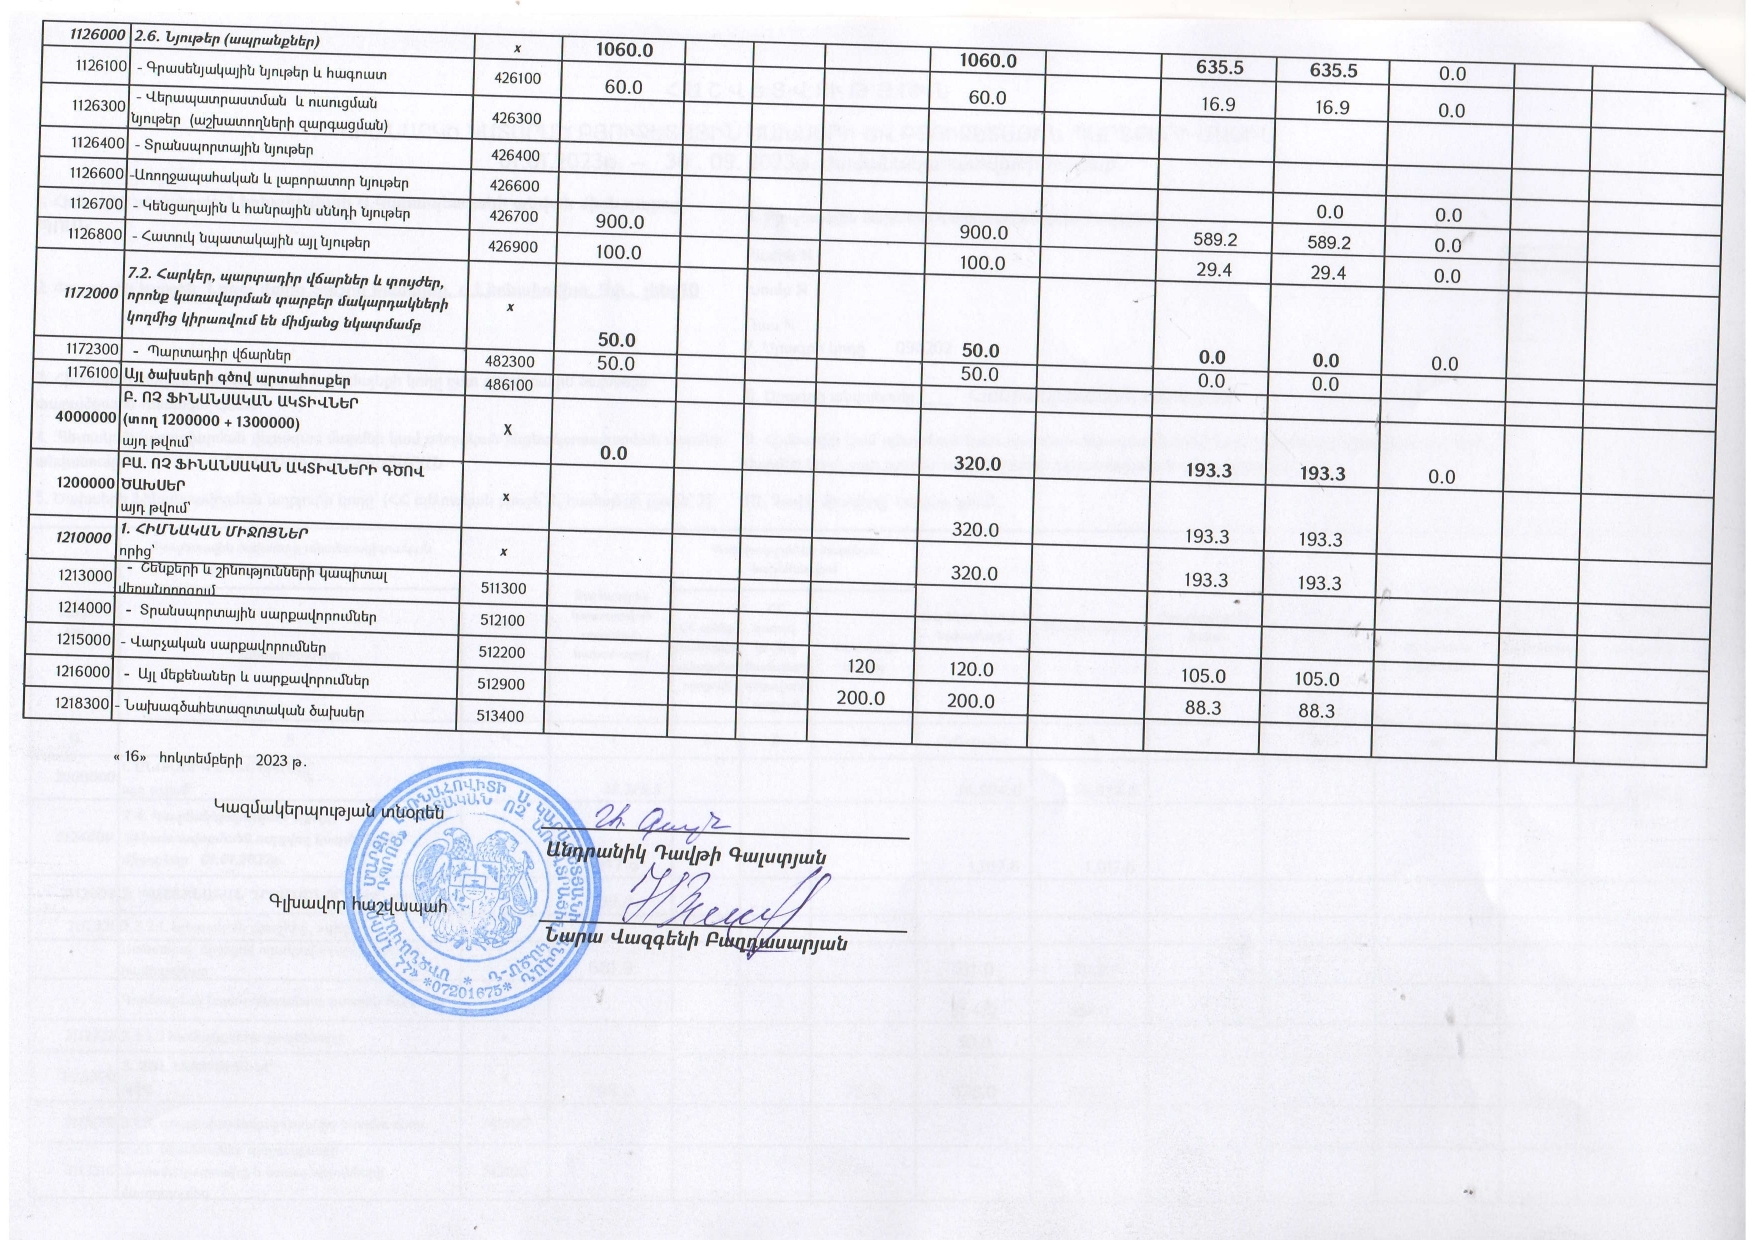 1126000 2.6. Նյութեր (ապրանքներ) x 1060.0 1060.0 635.5 635.5 0.0
1126100 - Գրասենյակային նյութեր և հագուստ 426100 60.0 60.0 16.9 16.9 0.0
1126300 - Վերապատրաստման և ուսուցման
նյութեր (աշխատողների զարգացման) 426300
1126400 - Տրանսպորտային նյութեր 426400
1126600 -Առողջապահական և լաբորատոր նյութեր 426600
1126700 - Կենցաղային և հանրային սննդի նյութեր 426700 900.0 900.0 589.2 589.2 0.0
0.0 0.0
1126800 - Հատուկ նպատակային այլ նյութեր 426900 100.0 100.0 29.4 29.4 0.0
1172000 7.2. Հարկեր, պարտադիր վճարներ և տույժեր,
որոնք կառավարման տարբեր մակարդակների
կողմից կիրառվում են միմյանց նկատմամբ x 50.0 50.0 0.0 0.0 0.0
1172300 - Պարտադիր վճարներ 482300 50.0 50.0 0.0 0.0
1176100 Այլ ծախսերի գծով արտահոսքեր 486100
4000000 Բ. ՈՉ ՖԻՆԱՆՍԱԿԱՆ ԱԿՏԻՎՆԵՐ
(տող 1200000 + 1300000)
այդ թվում՝ X 0.0 320.0 193.3 193.3 0.0
1200000 ԲԱ. ՈՉ ՖԻՆԱՆՍԱԿԱՆ ԱԿՏԻՎՆԵՐԻ ԳԾՈՎ
ԾԱԽՍԵՐ
այդ թվում՝ x 320.0 193.3 193.3
1210000 1. ՀԻՄՆԱԿԱՆ ՄԻՋՈՑՆԵՐ
որից՝ x 320.0 193.3 193.3
1213000 - Շենքերի և շինությունների կապիտալ
վերանորոգում 511300
1214000 - Տրանսպորտային սարքավորումներ 512100
1215000 - Վարչական սարքավորումներ 512200 120 120.0 105.0 105.0
1216000 - Այլ մեքենաներ և սարքավորումներ 512900 200.0 200.0 88.3 88.3
1218300 - Նախագծահետազոտական ծախսեր 513400
« 16» հոկտեմբերի 2023 թ.
Կազմակերպության տնօրեն
Անդրանիկ Դավթի Գալստյան
Գլխավոր հաշվապահ
Նարա Վազգենի Բաղդասարյան
*07201675*